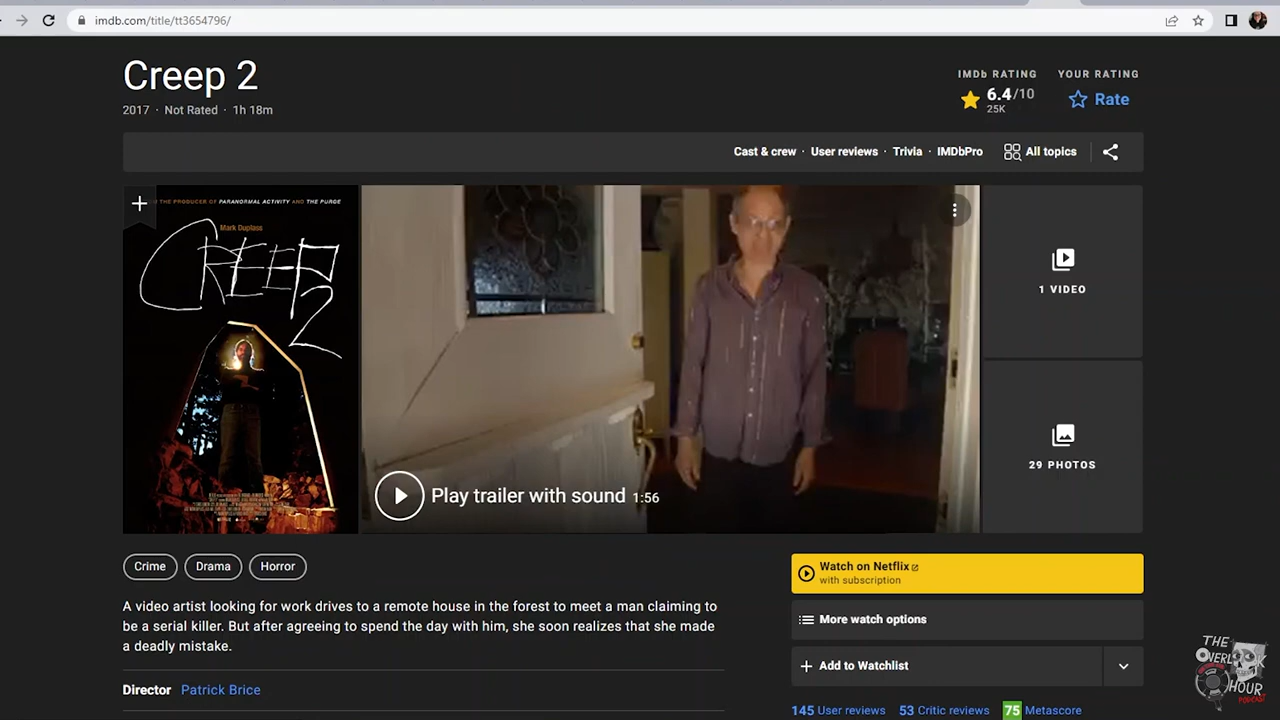 imdb.com/title/tt3654796/
Creep 2
2017 · Not Rated · 1h 18m
IMDb RATING
6.4/10
25K
YOUR RATING
Rate
Cast & crew · User reviews · Trivia · IMDbPro
All topics
FROM THE PRODUCER OF PARANORMAL ACTIVITY AND THE PURGE
Mark Duplass
CREEP
2
Play trailer with sound 1:56
1 VIDEO
29 PHOTOS
Crime
Drama
Horror
A video artist looking for work drives to a remote house in the forest to meet a man claiming to
be a serial killer. But after agreeing to spend the day with him, she soon realizes that she made
a deadly mistake.
Director Patrick Brice
Watch on Netflix
with subscription
More watch options
Add to Watchlist
145 User reviews 53 Critic reviews 75 Metascore
THE
OVERLOOK
HOUR
PODCAST